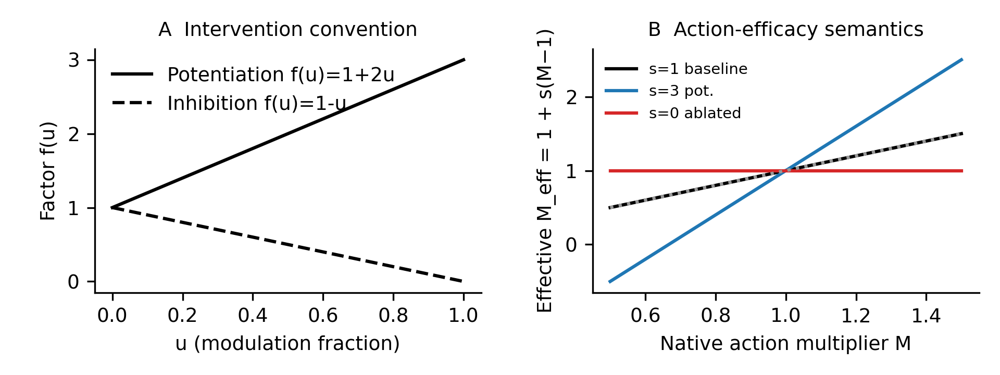 A  Intervention convention
3
2
1
0
Factor f(u)
Potentiation f(u)=1+2u
Inhibition f(u)=1-u
0.0 0.2 0.4 0.6 0.8 1.0
u (modulation fraction)
B  Action-efficacy semantics
2
1
0
Effective M_eff = 1 + s(M−1)
s=1 baseline
s=3 pot.
s=0 ablated
0.6 0.8 1.0 1.2 1.4
Native action multiplier M